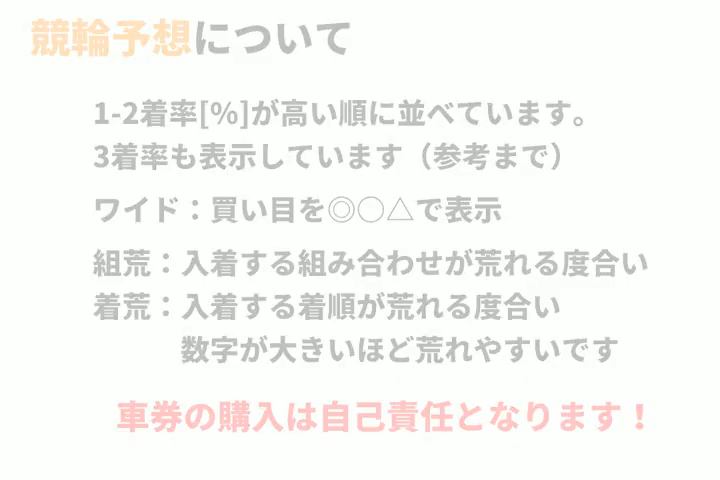 競輪予想について
1-2着率[%]が高い順に並べています。
3着率も表示しています（参考まで）
ワイド：買い目を◎○△で表示
組荒：入着する組み合わせが荒れる度合い
着荒：入着する着順が荒れる度合い
数字が大きいほど荒れやすいです
車券の購入は自己責任となります！